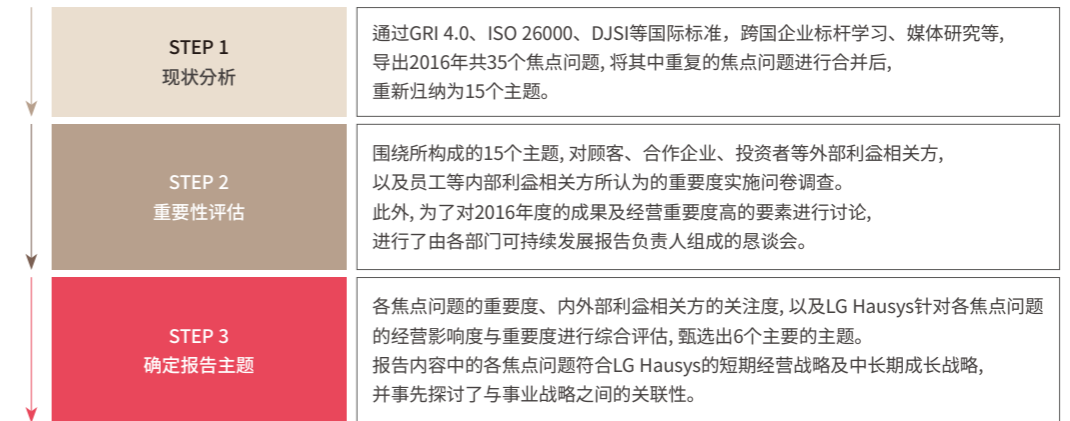 STEP 1
现状分析
通过GRI 4.0、ISO 26000、DJSI等国际标准，跨国企业标杆学习、媒体研究等,
导出2016年共35个焦点问题, 将其中重复的焦点问题进行合并后,
重新归纳为15个主题。
STEP 2
重要性评估
围绕所构成的15个主题, 对顾客、合作企业、投资者等外部利益相关方,
以及员工等内部利益相关方所认为的重要度实施问卷调查。
此外, 为了对2016年度的成果及经营重要度高的要素进行讨论,
进行了由各部门可持续发展报告负责人组成的恳谈会。
STEP 3
确定报告主题
各焦点问题的重要度、内外部利益相关方的关注度, 以及LG Hausys针对各焦点问题
的经营影响度与重要度进行综合评估, 甄选出6个主要的主题。
报告内容中的各焦点问题符合LG Hausys的短期经营战略及中长期成长战略,
并事先探讨了与事业战略之间的关联性。